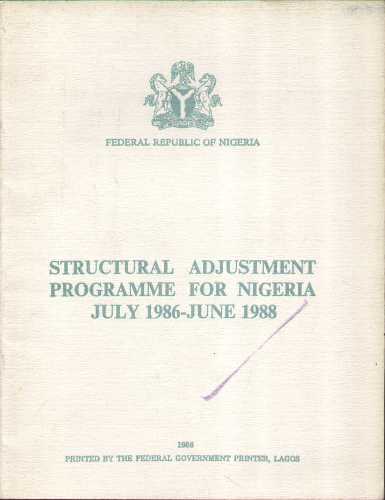 FEDERAL REPUBLIC OF NIGERIA
STRUCTURAL ADJUSTMENT
PROGRAMME FOR NIGERIA
JULY 1986-JUNE 1988
1986
PRINTED BY THE FEDERAL GOVERNMENT PRINTER, LAGOS